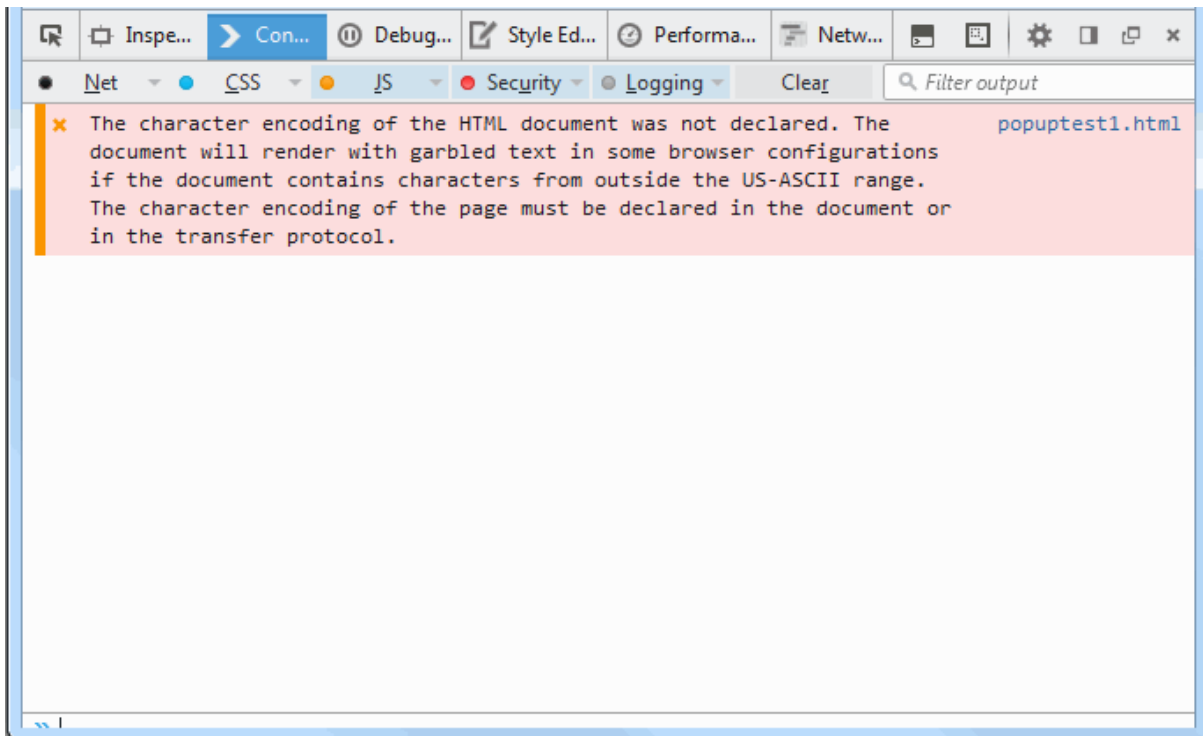 Inspe... Con... Debug... Style Ed... Performa... Netw...
Net CSS JS Security Logging Clear Filter output
The character encoding of the HTML document was not declared. The popuptest1.html
document will render with garbled text in some browser configurations
if the document contains characters from outside the US-ASCII range.
The character encoding of the page must be declared in the document or
in the transfer protocol.